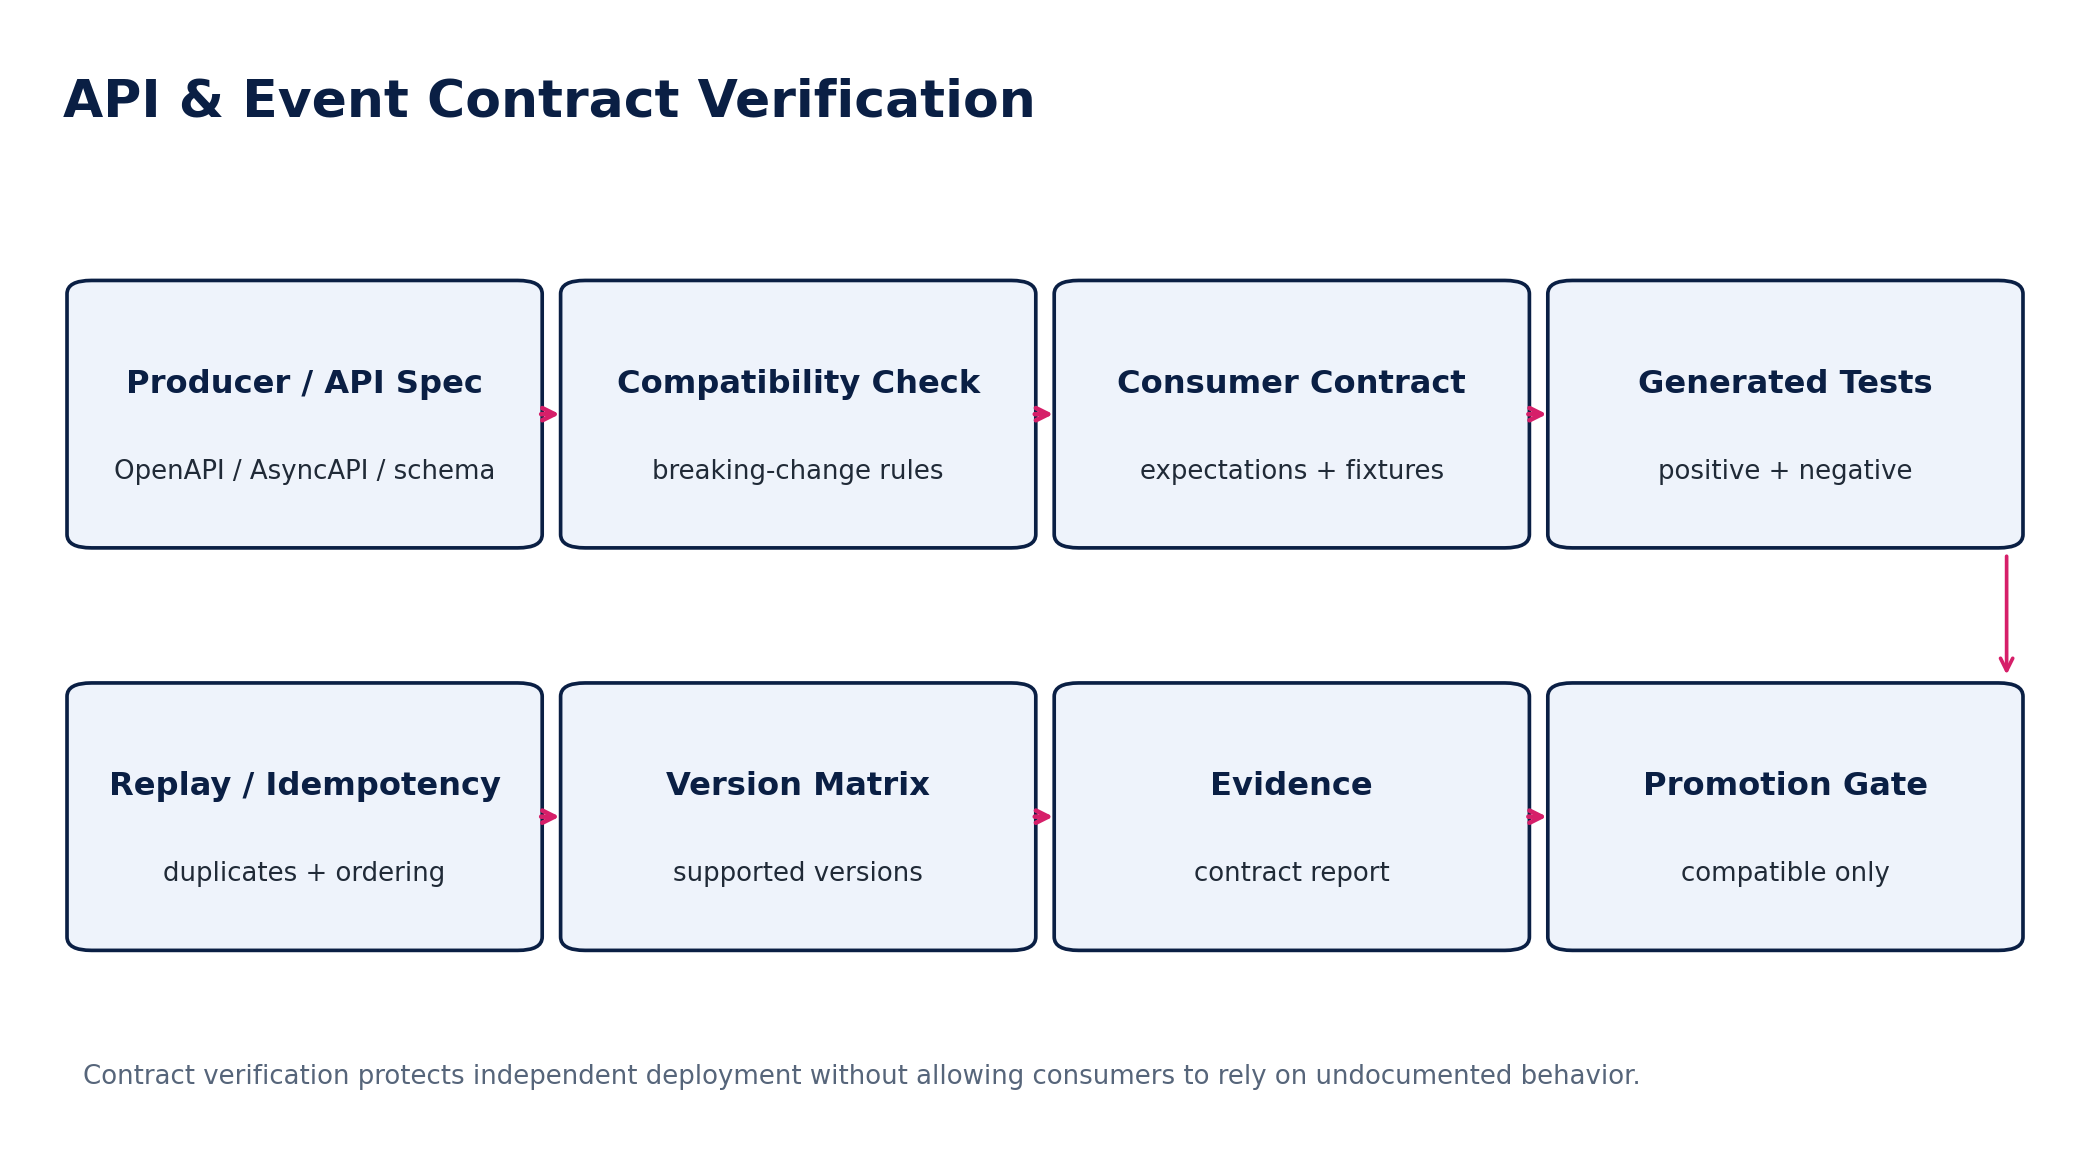 API & Event Contract Verification
Producer / API Spec
OpenAPI / AsyncAPI / schema
Compatibility Check
breaking-change rules
Consumer Contract
expectations + fixtures
Generated Tests
positive + negative
Replay / Idempotency
duplicates + ordering
Version Matrix
supported versions
Evidence
contract report
Promotion Gate
compatible only
Contract verification protects independent deployment without allowing consumers to rely on undocumented behavior.